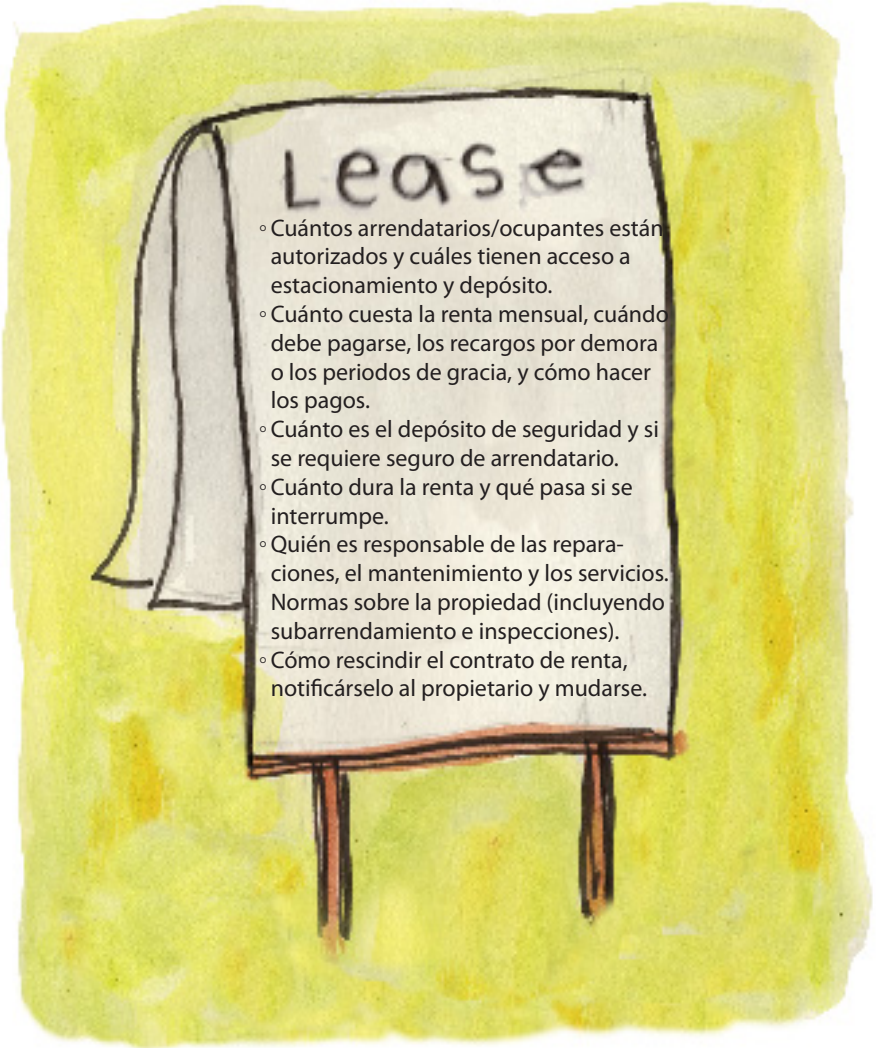 Lease
◦ Cuántos arrendatarios/ocupantes están
autorizados y cuáles tienen acceso a
estacionamiento y depósito.
◦ Cuánto cuesta la renta mensual, cuándo
debe pagarse, los recargos por demora
o los periodos de gracia, y cómo hacer
los pagos.
◦ Cuánto es el depósito de seguridad y si
se requiere seguro de arrendatario.
◦ Cuánto dura la renta y qué pasa si se
interrumpe.
◦ Quién es responsable de las repara-
ciones, el mantenimiento y los servicios.
Normas sobre la propiedad (incluyendo
subarrendamiento e inspecciones).
◦ Cómo rescindir el contrato de renta,
notificárselo al propietario y mudarse.